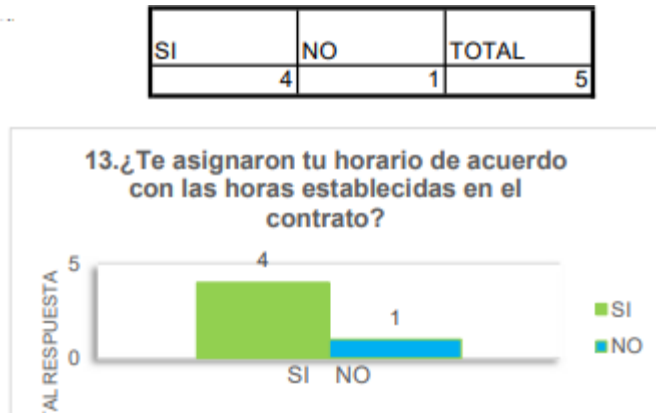 SI NO TOTAL
4 1 5
13.¿Te asignaron tu horario de acuerdo
con las horas establecidas en el
contrato?
4
5
1
SI
NO
0
SI NO
RESPUESTA